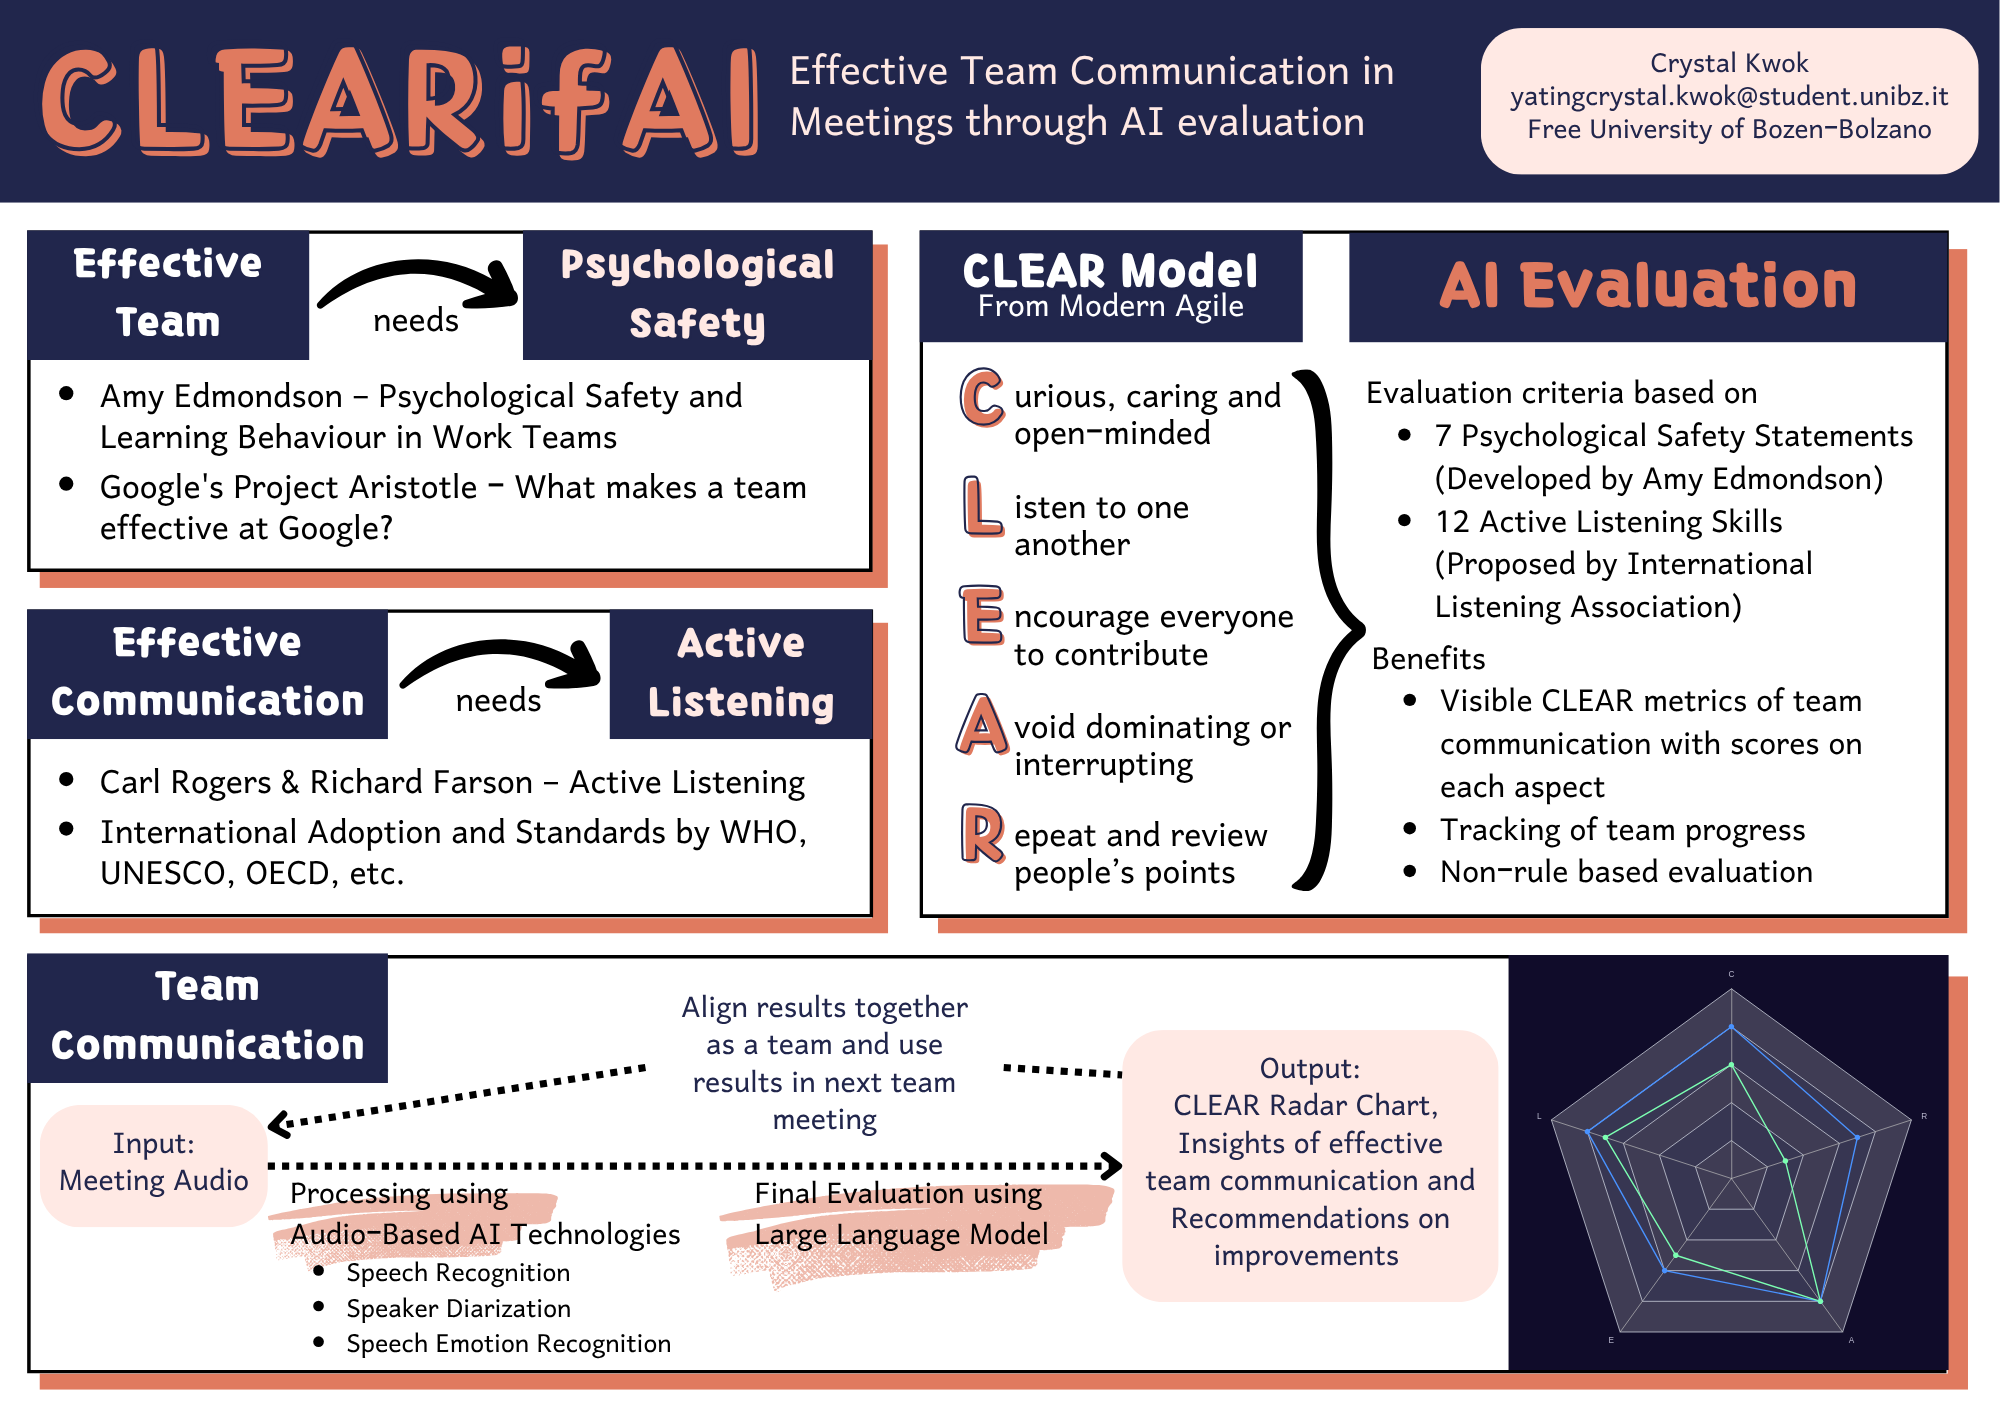 CLEARifAI
Effective Team Communication in
Meetings through AI evaluation
Crystal Kwok
yatingcrystal.kwok@student.unibz.it
Free University of Bozen-Bolzano
Effective
Team
needs
Psychological
Safety
• Amy Edmondson – Psychological Safety and
Learning Behaviour in Work Teams
• Google's Project Aristotle - What makes a team
effective at Google?
Effective
Communication
needs
Active
Listening
• Carl Rogers & Richard Farson – Active Listening
• International Adoption and Standards by WHO,
UNESCO, OECD, etc.
CLEAR Model
From Modern Agile
Curious, caring and
open-minded
Listen to one
another
Encourage everyone
to contribute
Avoid dominating or
interrupting
Repeat and review
people’s points
AI Evaluation
Evaluation criteria based on
• 7 Psychological Safety Statements
(Developed by Amy Edmondson)
• 12 Active Listening Skills
(Proposed by International
Listening Association)
Benefits
• Visible CLEAR metrics of team
communication with scores on
each aspect
• Tracking of team progress
• Non-rule based evaluation
Team
Communication
Align results together
as a team and use
results in next team
meeting
Input:
Meeting Audio
Processing using
Audio-Based AI Technologies
• Speech Recognition
• Speaker Diarization
• Speech Emotion Recognition
Final Evaluation using
Large Language Model
Output:
CLEAR Radar Chart,
Insights of effective
team communication and
Recommendations on
improvements
C
L
R
E
A